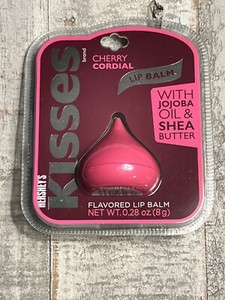 HERSHEY'S
KISSES
brand
CHERRY
CORDIAL
LIP BALM
WITH
JOJOBA
OIL &
SHEA
BUTTER
FLAVORED LIP BALM
NET WT. 0.28 oz. (8 g)